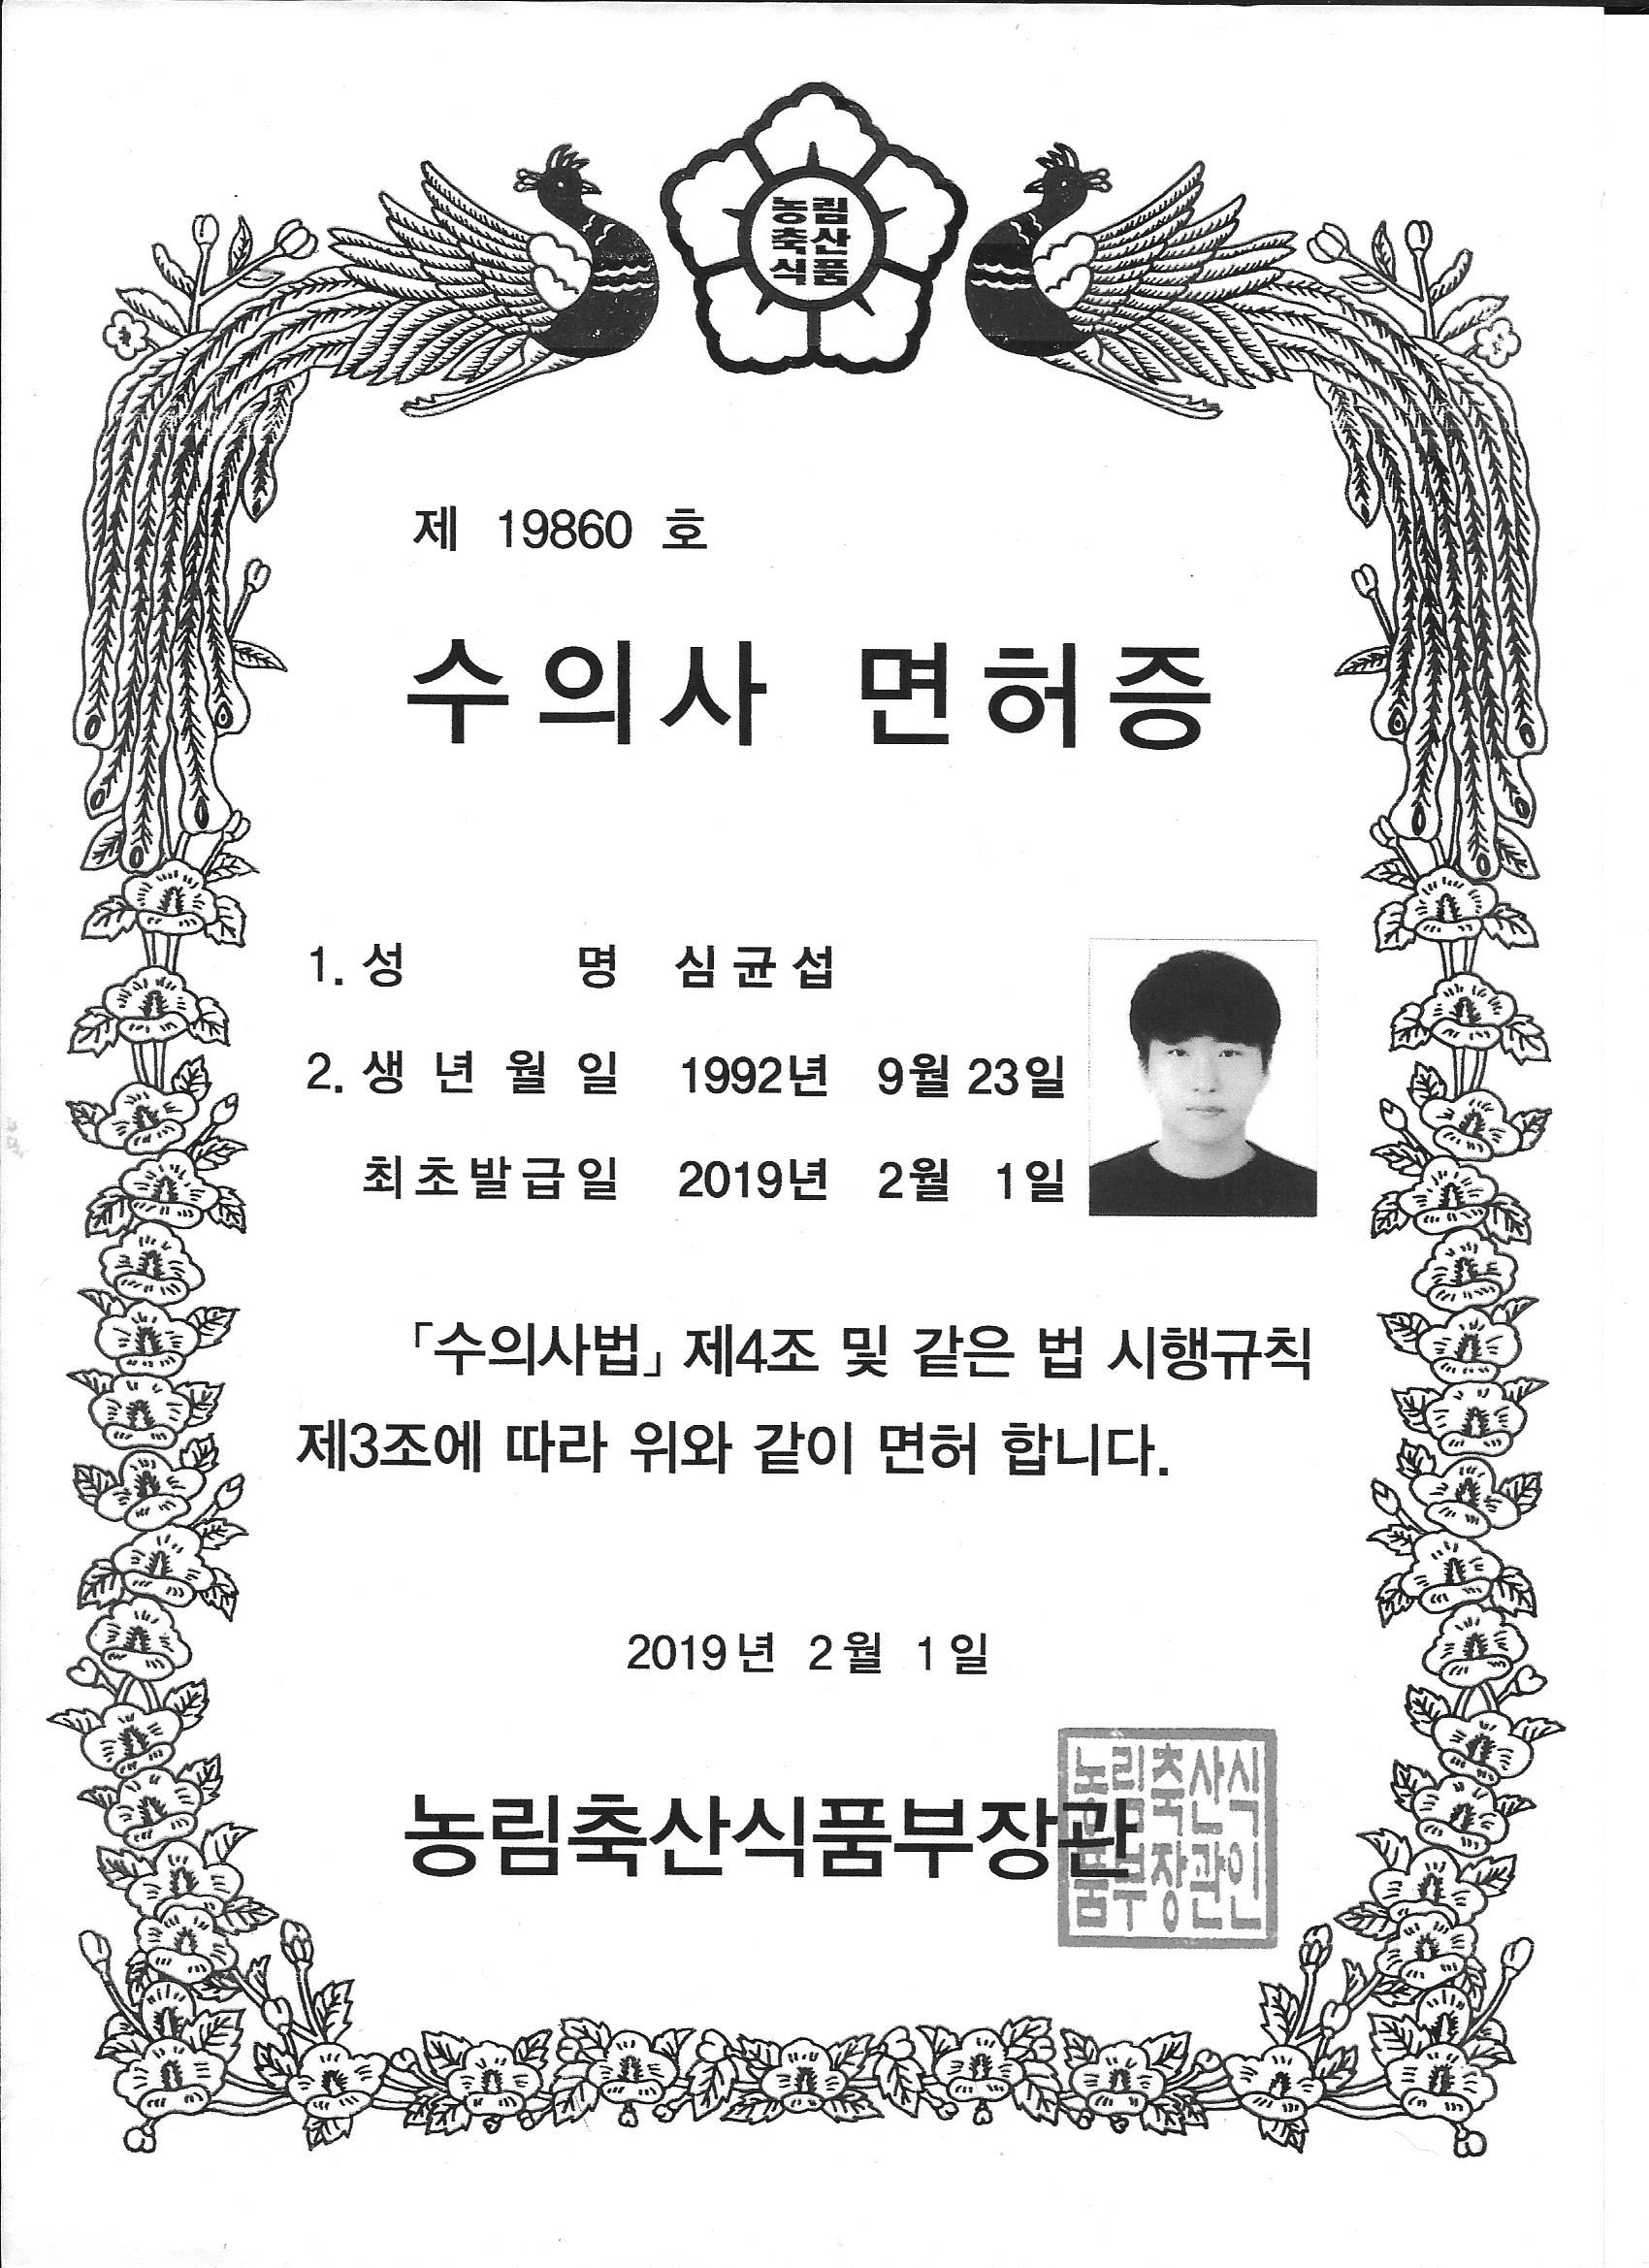 농림
축산
식품
제 19860 호
수의사 면허증
1. 성 명 심균섭
2. 생년월일 1992년 9월 23일
최초발급일 2019년 2월 1일
「수의사법」 제4조 및 같은 법 시행규칙
제3조에 따라 위와 같이 면허 합니다.
2019년 2월 1일
농림축산식품부장관
농림축산식
품부장관인